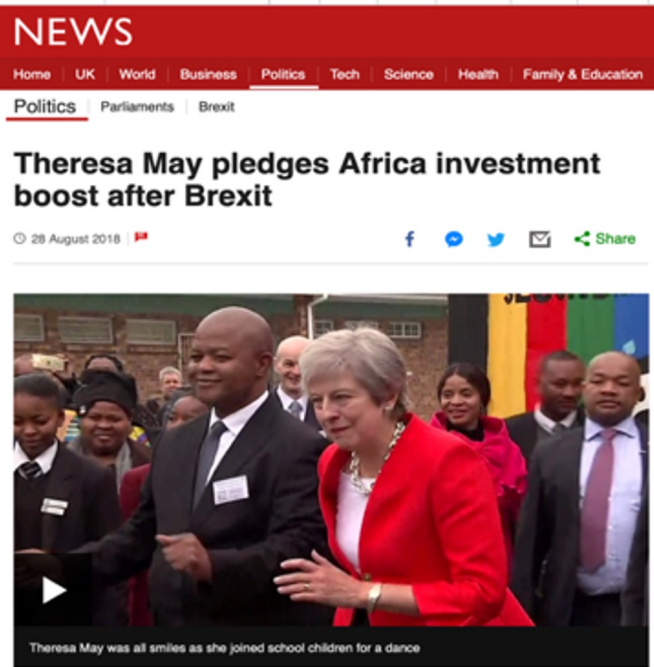 NEWS
Home UK World Business Politics Tech Science Health Family & Education
Politics Parliaments Brexit
Theresa May pledges Africa investment
boost after Brexit
28 August 2018
Share
Theresa May was all smiles as she joined school children for a dance